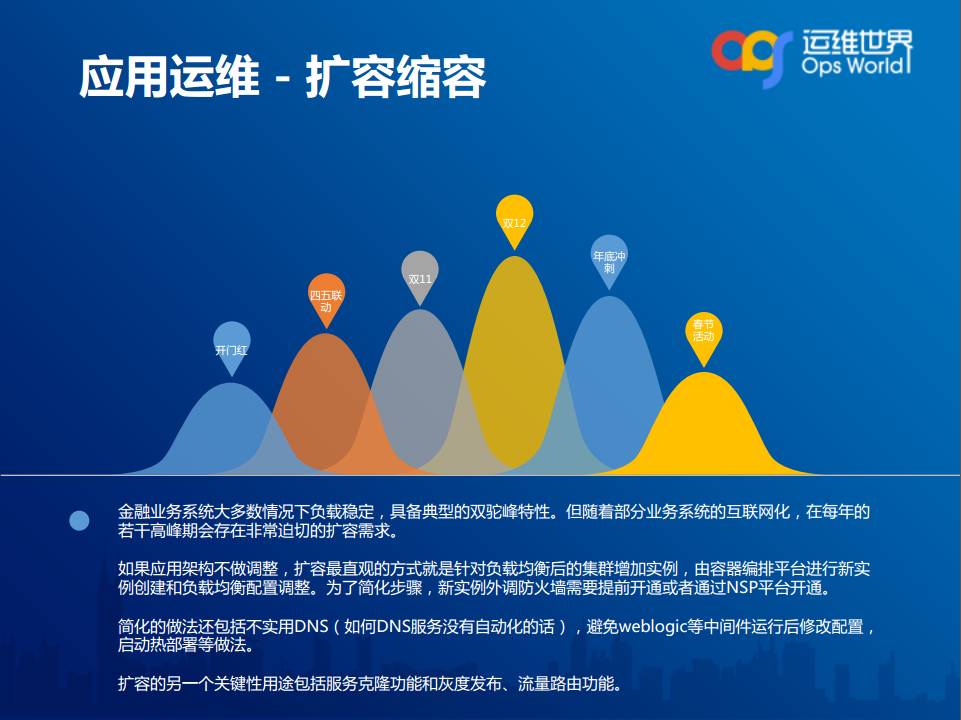 应用运维 - 扩容缩容
运维世界
Ops World
双12
年底冲
刺
双11
四五联
动
春节
活动
开门红
金融业务系统大多数情况下负载稳定，具备典型的双驼峰特性。但随着部分业务系统的互联网化，在每年的
若干高峰期会存在非常迫切的扩容需求。
如果应用架构不做调整，扩容最直观的方式就是针对负载均衡后的集群增加实例，由容器编排平台进行新实
例创建和负载均衡配置调整。为了简化步骤，新实例外调防火墙需要提前开通或者通过NSP平台开通。
简化的做法还包括不实用DNS（如何DNS服务没有自动化的话），避免weblogic等中间件运行后修改配置，
启动热部署等做法。
扩容的另一个关键性用途包括服务克隆功能和灰度发布、流量路由功能。